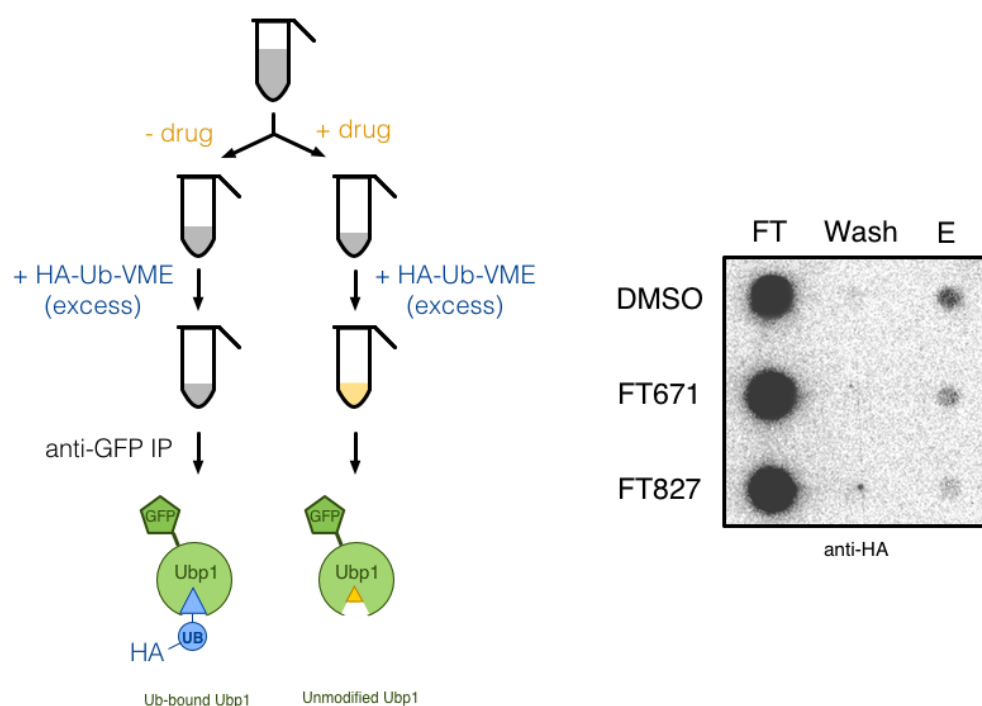 - drug
+ drug
+ HA-Ub-VME
(excess)
+ HA-Ub-VME
(excess)
anti-GFP IP
GFP
Ubp1
UB
HA
Ub-bound Ubp1
GFP
Ubp1
Unmodified Ubp1
FT Wash E
DMSO
FT671
FT827
anti-HA